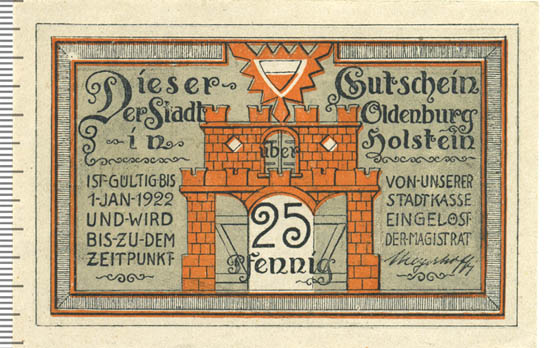 Dieser Gutschein
Der Stadt Oldenburg
in Holstein
über
25
Pfennig
IST·GÜLTIG·BIS
1·JAN·1922
UND·WIRD
BIS·ZU·DEM
ZEITPUNKT
VON·UNSERER
STADTKASSE
EINGELÖST
DER·MAGISTRAT